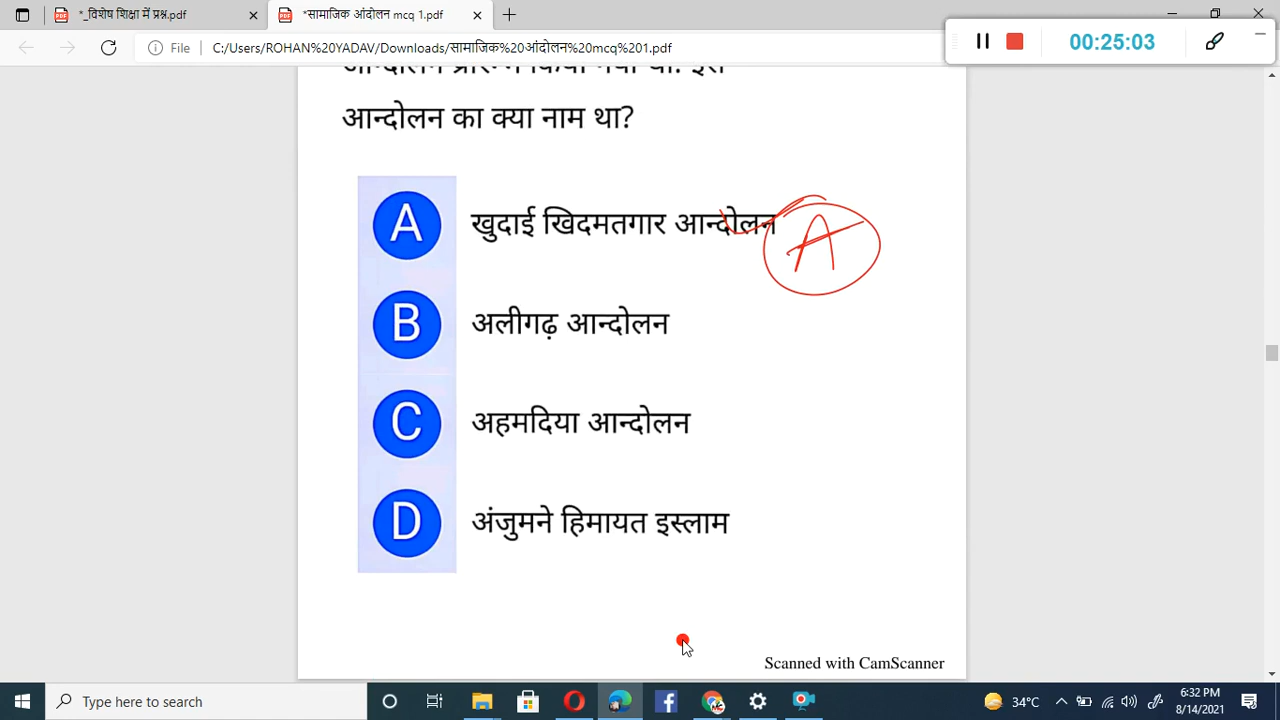 *_विशेष शिक्षा में प्रश्न.pdf
*सामाजिक आंदोलन mcq 1.pdf
File
C:/Users/ROHAN%20YADAV/Downloads/सामाजिक%20आंदोलन%20mcq%201.pdf
00:25:03
आन्दोलन का क्या नाम था?
A खुदाई खिदमतगार आन्दोलन A
B अलीगढ़ आन्दोलन
C अहमदिया आन्दोलन
D अंजुमने हिमायत इस्लाम
Scanned with CamScanner
Type here to search
34°C
6:32 PM
8/14/2021